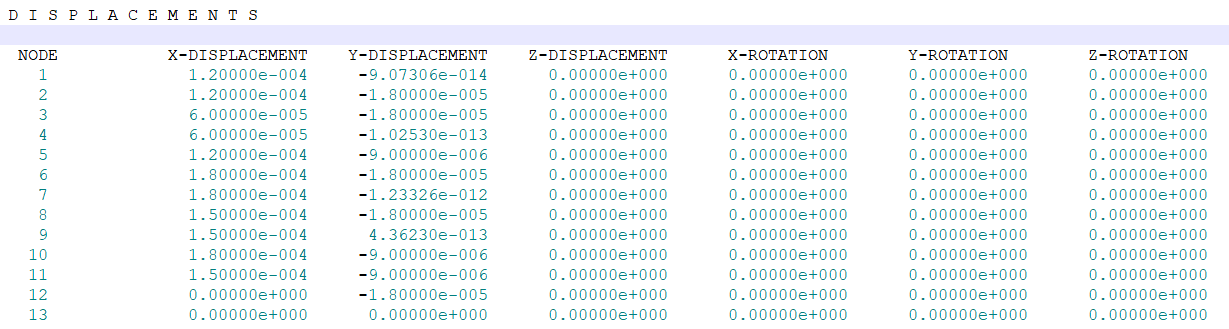 D I S P L A C E M E N T S
NODE X-DISPLACEMENT Y-DISPLACEMENT Z-DISPLACEMENT X-ROTATION Y-ROTATION Z-ROTATION
1 1.20000e-004 -9.07306e-014 0.00000e+000 0.00000e+000 0.00000e+000 0.00000e+000
2 1.20000e-004 -1.80000e-005 0.00000e+000 0.00000e+000 0.00000e+000 0.00000e+000
3 6.00000e-005 -1.80000e-005 0.00000e+000 0.00000e+000 0.00000e+000 0.00000e+000
4 6.00000e-005 -1.02530e-013 0.00000e+000 0.00000e+000 0.00000e+000 0.00000e+000
5 1.20000e-004 -9.00000e-006 0.00000e+000 0.00000e+000 0.00000e+000 0.00000e+000
6 1.80000e-004 -1.80000e-005 0.00000e+000 0.00000e+000 0.00000e+000 0.00000e+000
7 1.80000e-004 -1.23326e-012 0.00000e+000 0.00000e+000 0.00000e+000 0.00000e+000
8 1.50000e-004 -1.80000e-005 0.00000e+000 0.00000e+000 0.00000e+000 0.00000e+000
9 1.50000e-004 4.36230e-013 0.00000e+000 0.00000e+000 0.00000e+000 0.00000e+000
10 1.80000e-004 -9.00000e-006 0.00000e+000 0.00000e+000 0.00000e+000 0.00000e+000
11 1.50000e-004 -9.00000e-006 0.00000e+000 0.00000e+000 0.00000e+000 0.00000e+000
12 0.00000e+000 -1.80000e-005 0.00000e+000 0.00000e+000 0.00000e+000 0.00000e+000
13 0.00000e+000 0.00000e+000 0.00000e+000 0.00000e+000 0.00000e+000 0.00000e+000